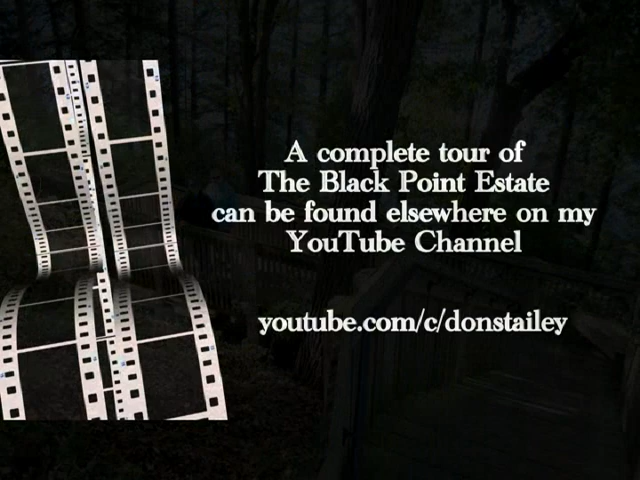 A complete tour of
The Black Point Estate
can be found elsewhere on my
YouTube Channel
youtube.com/c/donstailey